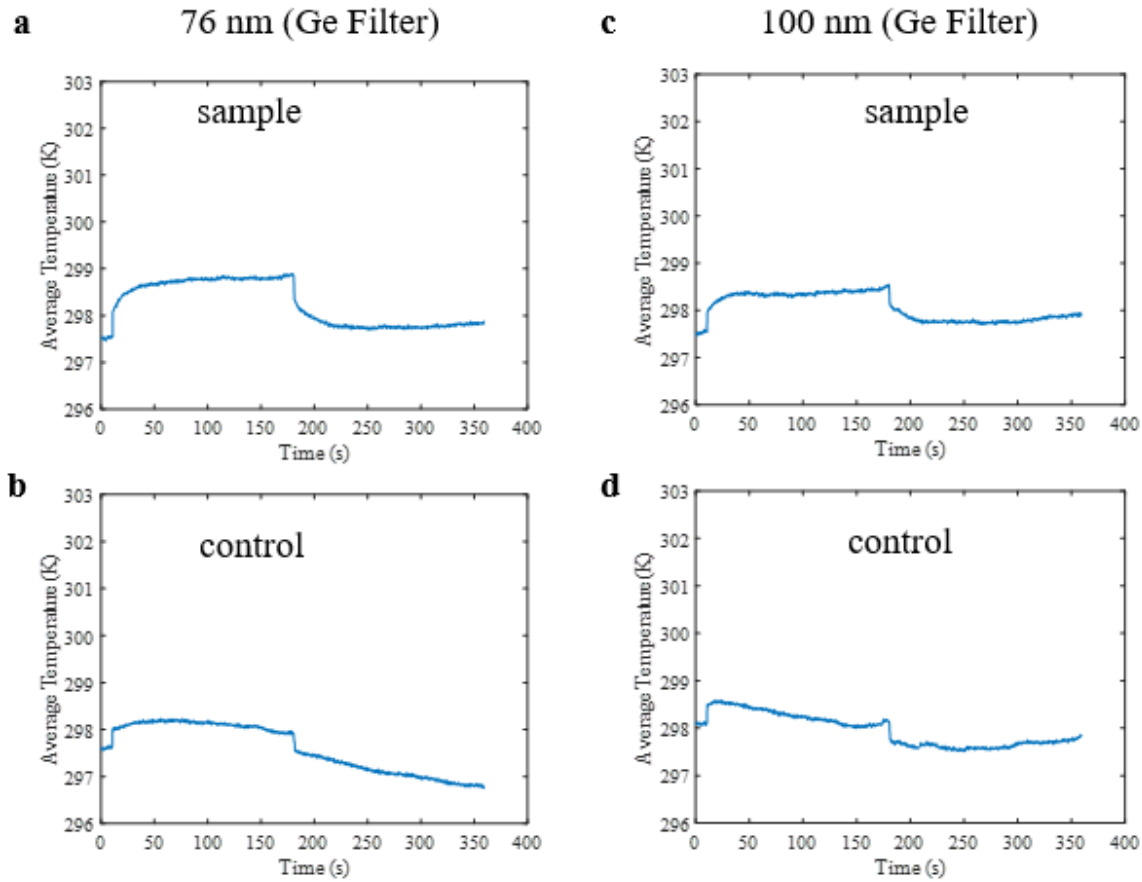 a
76 nm (Ge Filter)
303
302
301
300
299
298
297
296
Average Temperature (K)
sample
0 50 100 150 200 250 300 350 400
Time (s)
b
303
302
301
300
299
298
297
296
Average Temperature (K)
control
0 50 100 150 200 250 300 350 400
Time (s)
c
100 nm (Ge Filter)
303
302
301
300
299
298
297
296
Average Temperature (K)
sample
0 50 100 150 200 250 300 350 400
Time (s)
d
303
302
301
300
299
298
297
296
Average Temperature (K)
control
0 50 100 150 200 250 300 350 400
Time (s)